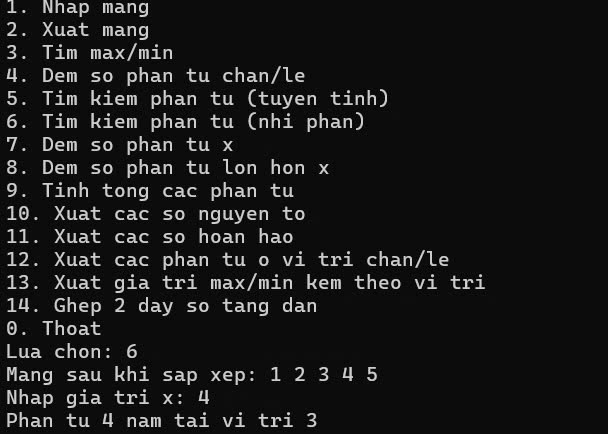 1. Nhap mang
2. Xuat mang
3. Tim max/min
4. Dem so phan tu chan/le
5. Tim kiem phan tu (tuyen tinh)
6. Tim kiem phan tu (nhi phan)
7. Dem so phan tu x
8. Dem so phan tu lon hon x
9. Tinh tong cac phan tu
10. Xuat cac so nguyen to
11. Xuat cac so hoan hao
12. Xuat cac phan tu o vi tri chan/le
13. Xuat gia tri max/min kem theo vi tri
14. Ghep 2 day so tang dan
0. Thoat
Lua chon: 6
Mang sau khi sap xep: 1 2 3 4 5
Nhap gia tri x: 4
Phan tu 4 nam tai vi tri 3